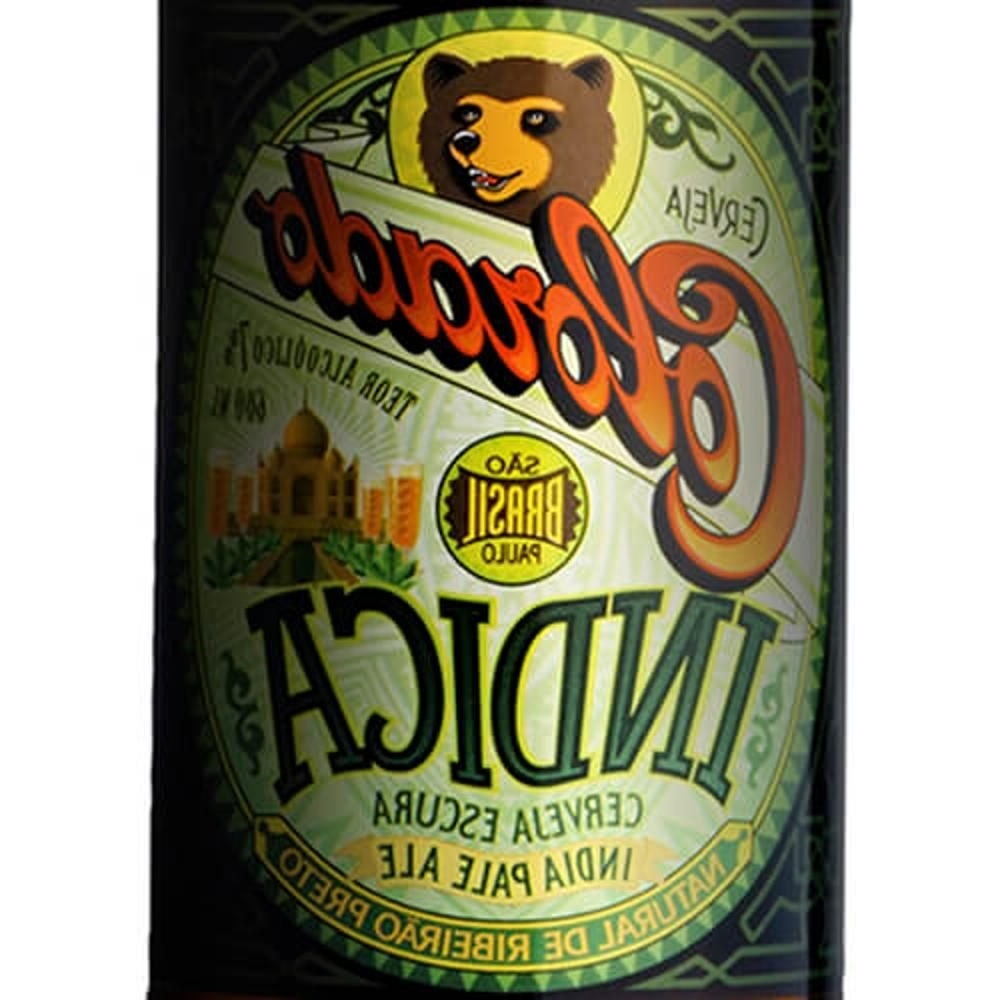 CERVEJA
Colorado
TEOR ALCOÓLICO 7%
600 ML
SÃO
BRASIL
PAULO
INDICA
CERVEJA ESCURA
INDIA PALE ALE
NATURAL DE RIBEIRÃO PRETO